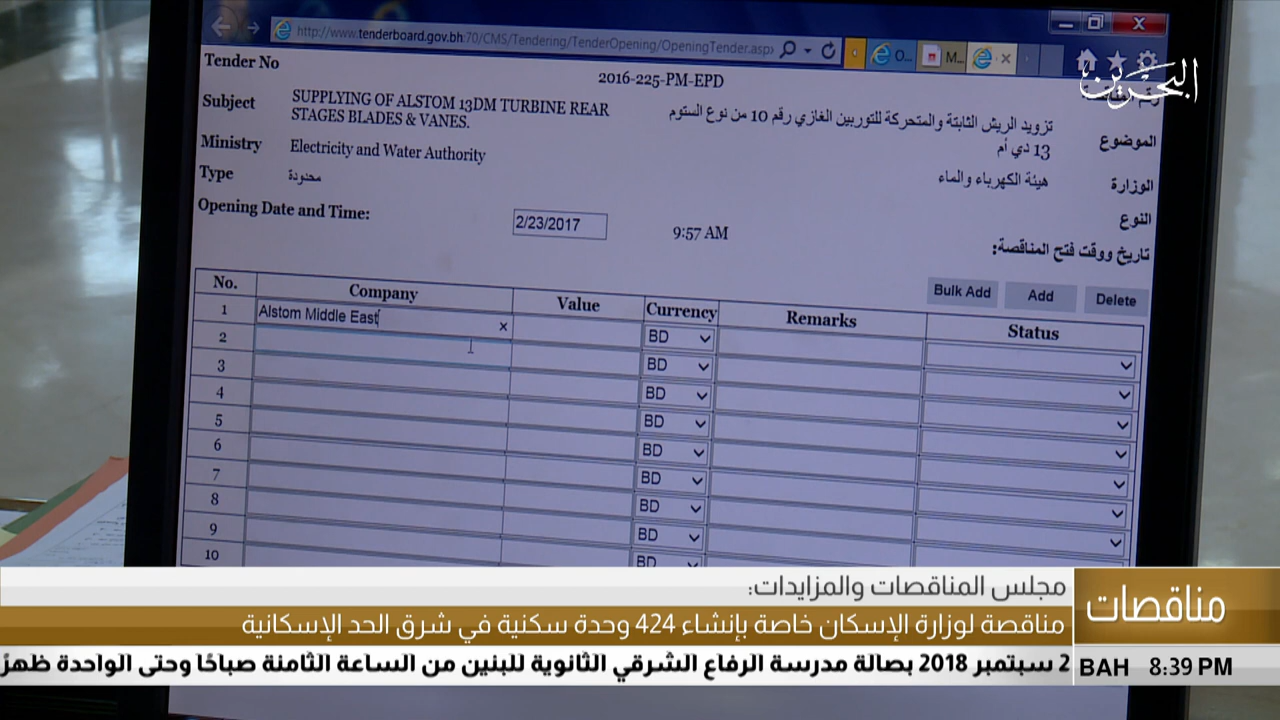 http://www.tenderboard.gov.bh:70/CMS/Tendering/TenderOpening/OpeningTender.aspx
O...
M...
البحرين
Tender No
2016-225-PM-EPD
Subject
SUPPLYING OF ALSTOM 13DM TURBINE REAR
STAGES BLADES & VANES.
تزويد الريش الثابتة والمتحركة للتوربين الغازي رقم 10 من نوع الستوم
13 دي أم
الموضوع
Ministry
Electricity and Water Authority
هيئة الكهرباء والماء
الوزارة
Type
محدودة
النوع
Opening Date and Time:
2/23/2017
9:57 AM
تاريخ ووقت فتح المناقصة:
Bulk Add
Add
Delete
No.
Company
Value
Currency
Remarks
Status
1
Alstom Middle East
BD
2
BD
3
BD
4
BD
5
BD
6
BD
7
BD
8
BD
9
BD
10
مجلس المناقصات والمزايدات:
مناقصات
مناقصة لوزارة الإسكان خاصة بإنشاء 424 وحدة سكنية في شرق الحد الإسكانية
2 سبتمبر 2018 بصالة مدرسة الرفاع الشرقي الثانوية للبنين من الساعة الثامنة صباحًا وحتى الواحدة ظهرًا
BAH 8:39 PM